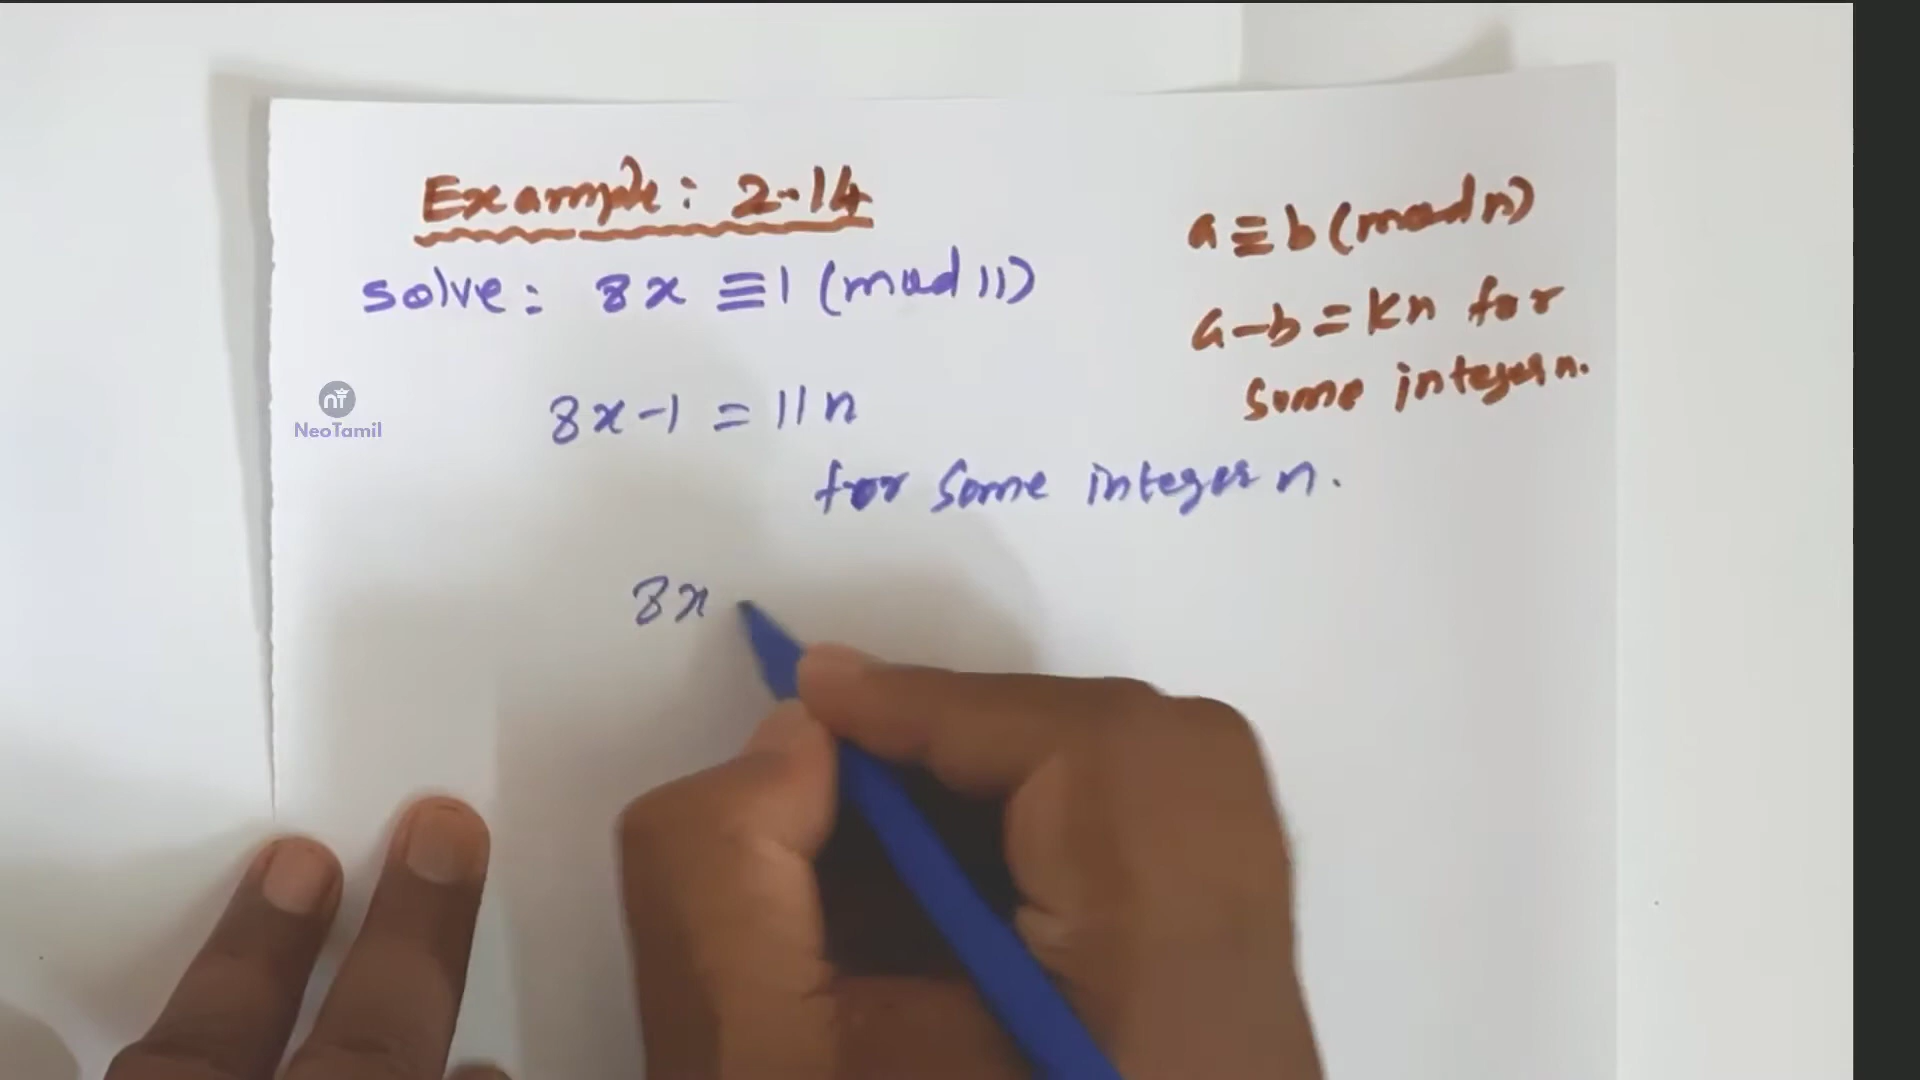 Example: 2.14
solve: 8x ≡ 1 (mod 11)
a ≡ b (mod n)
a-b = kn for
some integer n.
NeoTamil
8x-1 = 11n
for some integer n.
8x